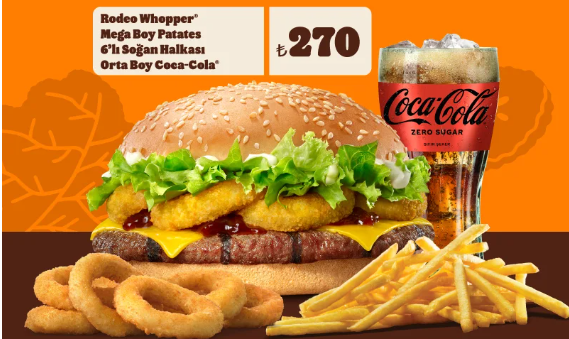 Rodeo Whopper®
Mega Boy Patates
6'lı Soğan Halkası
Orta Boy Coca-Cola®
₺270
Coca-Cola
ZERO SUGAR